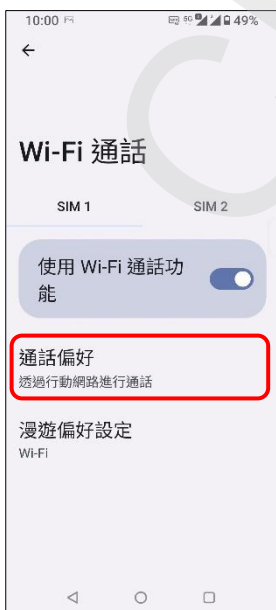 10:00 5G 49%
Wi-Fi 通話
SIM 1 SIM 2
使用 Wi-Fi 通話功
能
通話偏好
透過行動網路進行通話
漫遊偏好設定
Wi-Fi